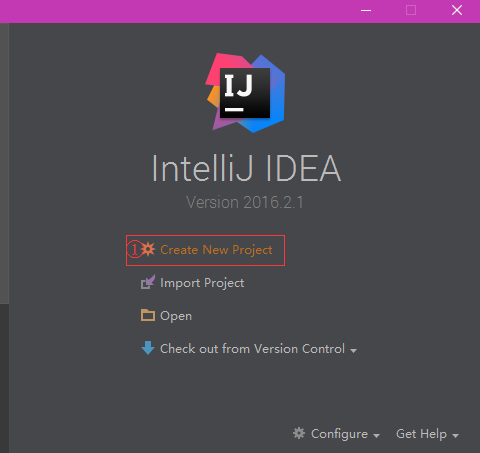 IJ
IntelliJ IDEA
Version 2016.2.1
① Create New Project
Import Project
Open
Check out from Version Control
Configure Get Help